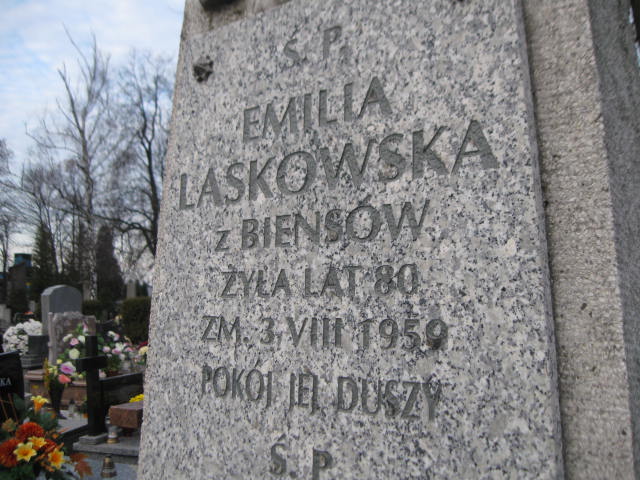 Ś. P.
EMILIA
LASKOWSKA
z BIENSÓW
ŻYŁA LAT 80
ZM. 3.VIII.1959
POKÓJ JEJ DUSZY
Ś. P.